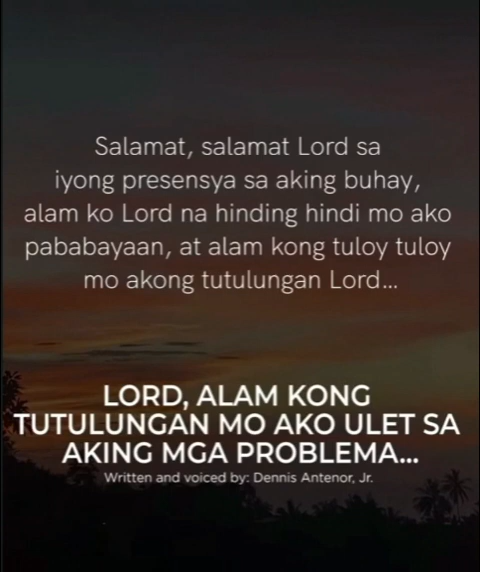 Salamat, salamat Lord sa
iyong presensya sa aking buhay,
alam ko Lord na hinding hindi mo ako
pababayaan, at alam kong tuloy tuloy
mo akong tutulungan Lord...
LORD, ALAM KONG
TUTULUNGAN MO AKO ULET SA
AKING MGA PROBLEMA...
Written and voiced by: Dennis Antenor, Jr.